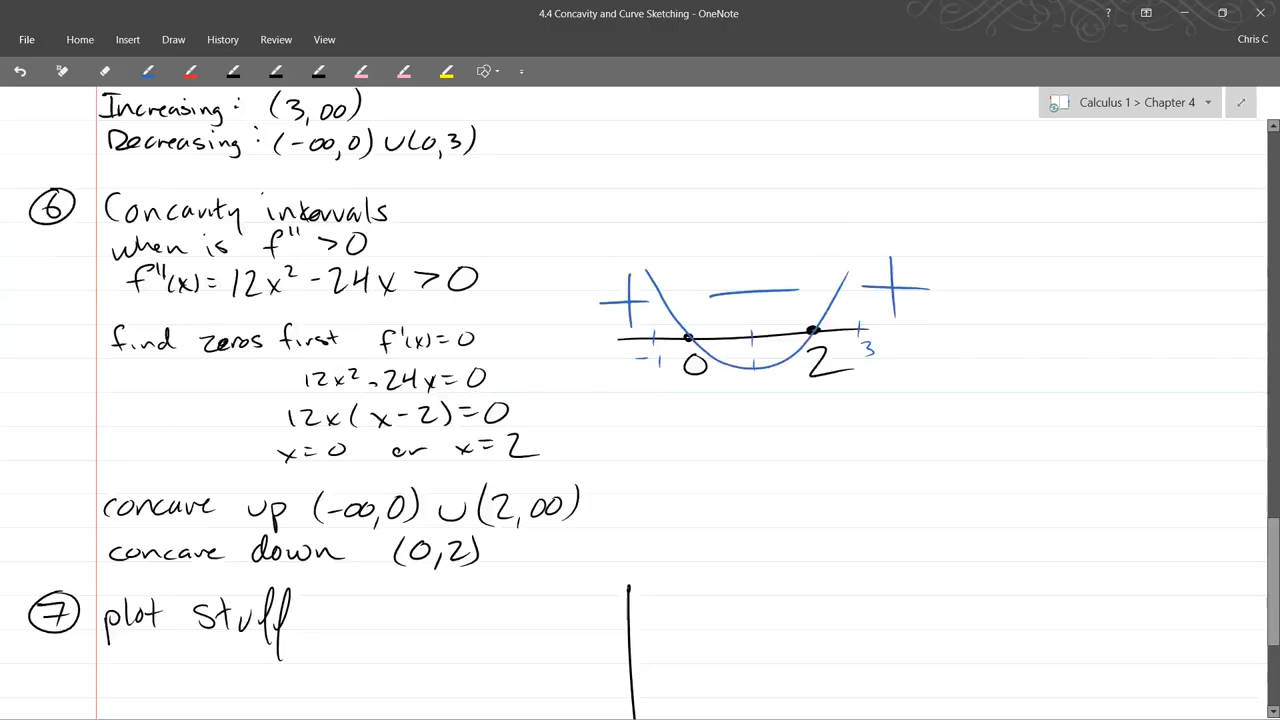 4.4 Concavity and Curve Sketching - OneNote
File Home Insert Draw History Review View
Chris C
Calculus 1 > Chapter 4
Increasing: (3, ∞)
Decreasing: (-∞, 0) ∪ (0, 3)
6 Concavity intervals
when is f'' > 0
f''(x) = 12x² - 24x > 0
find zeros first f'(x) = 0
12x² - 24x = 0
12x(x - 2) = 0
x = 0 or x = 2
+ − +
-1 0 2 3
concave up (-∞, 0) ∪ (2, ∞)
concave down (0, 2)
7 plot stuff